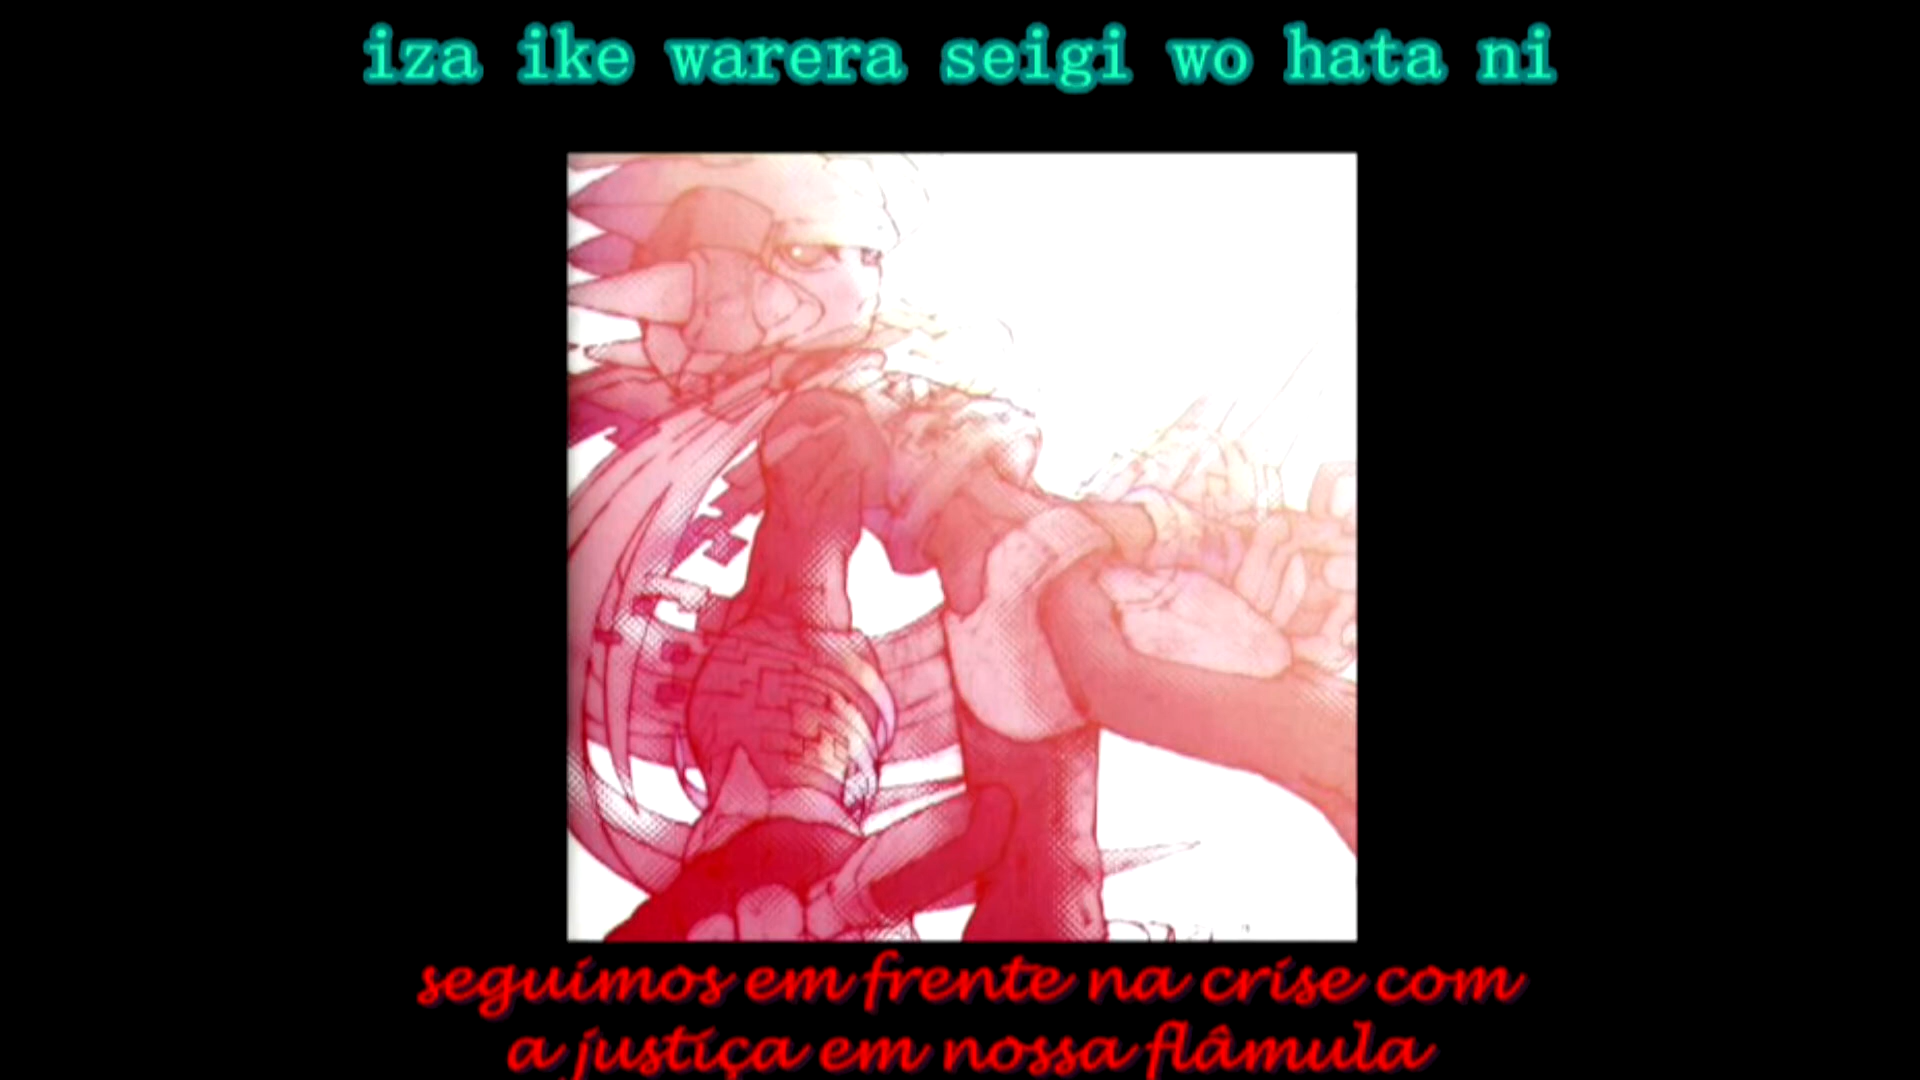 iza ike warera seigi wo hata ni
seguimos em frente na crise com
a justiça em nossa flâmula